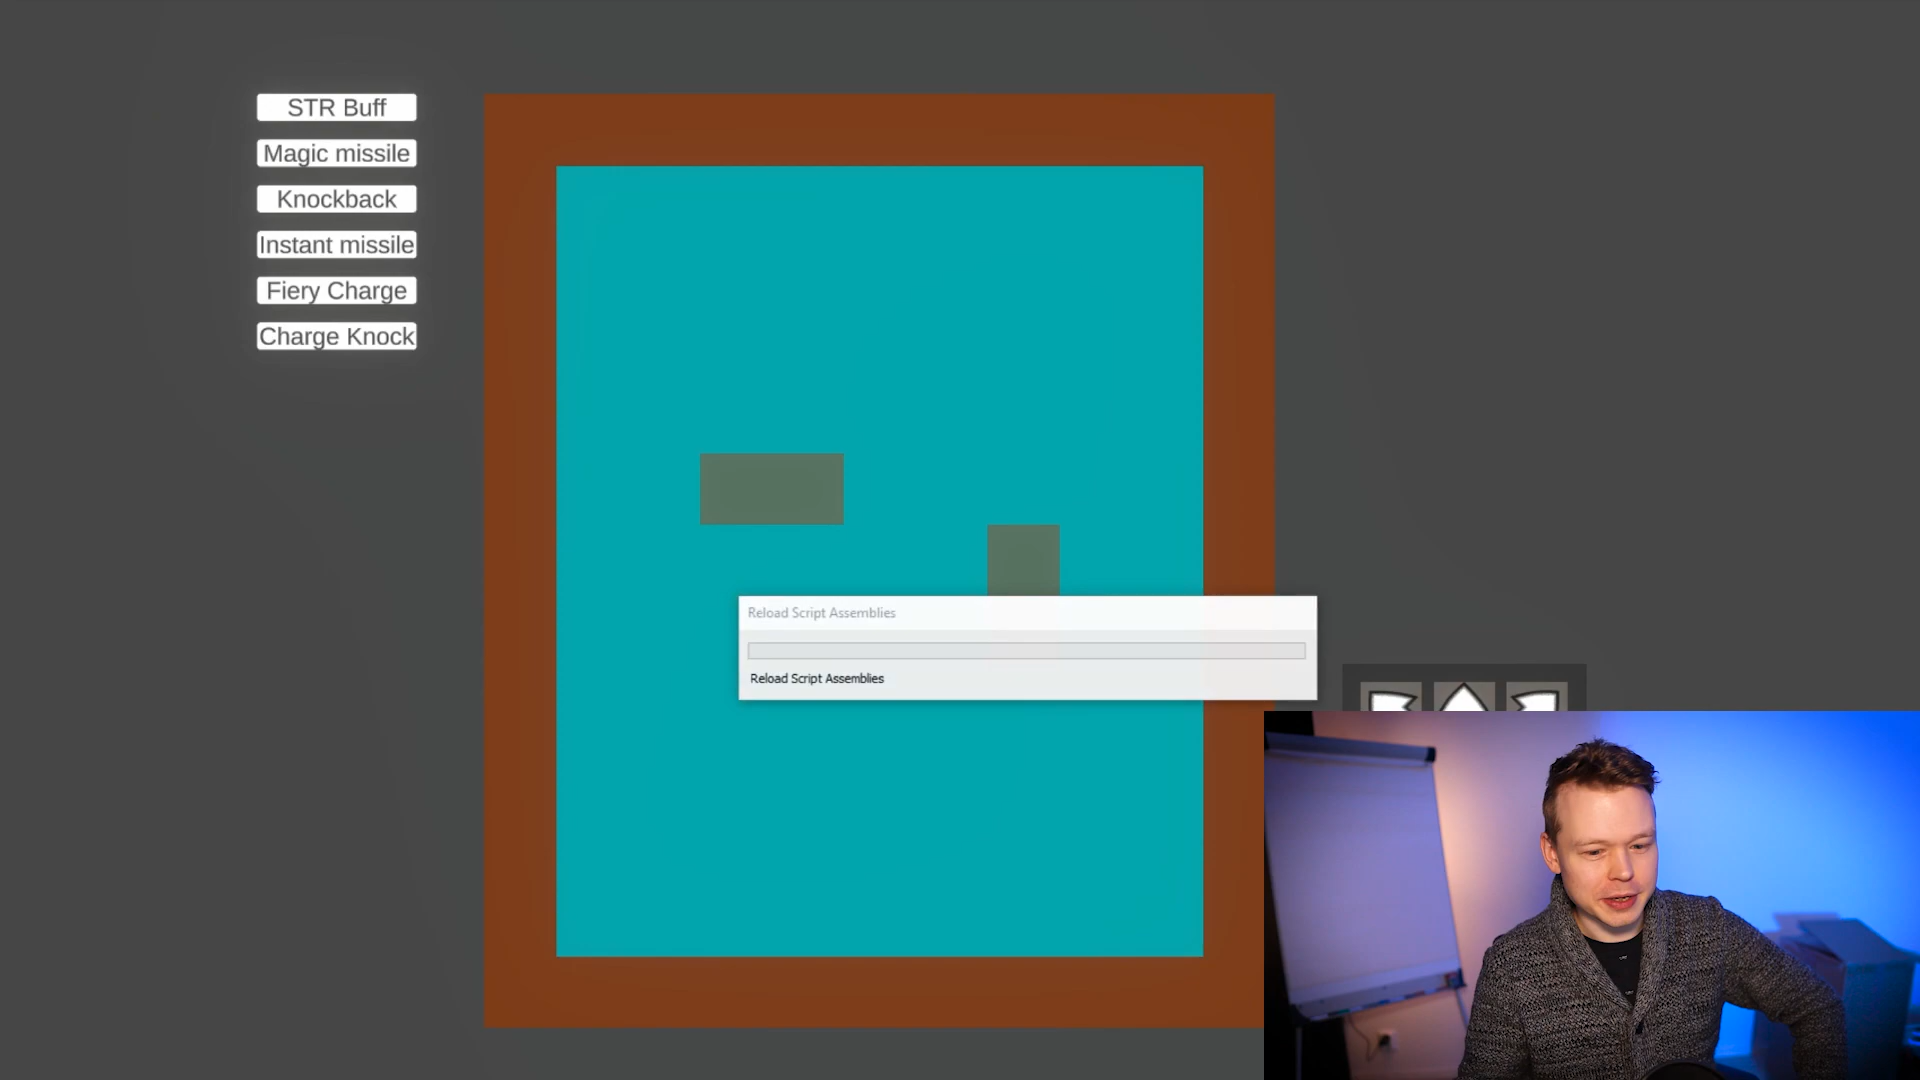 STR Buff
Magic missile
Knockback
Instant missile
Fiery Charge
Charge Knock
Reload Script Assemblies
Reload Script Assemblies